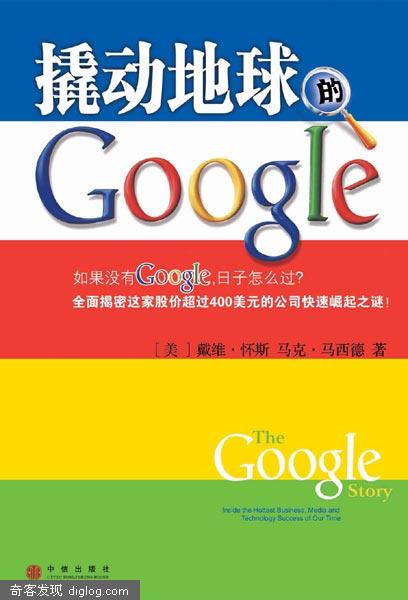 撬动地球的
Google
如果没有Google,日子怎么过?
全面揭密这家股价超过400美元的公司快速崛起之谜!
[美]戴维·怀斯 马克·马西德 著
The
Google
Story
Inside the Hottest Business, Media and
Technology Success of Our Time
中信出版社
CITIC PUBLISHING HOUSE
奇客发现 diglog.com